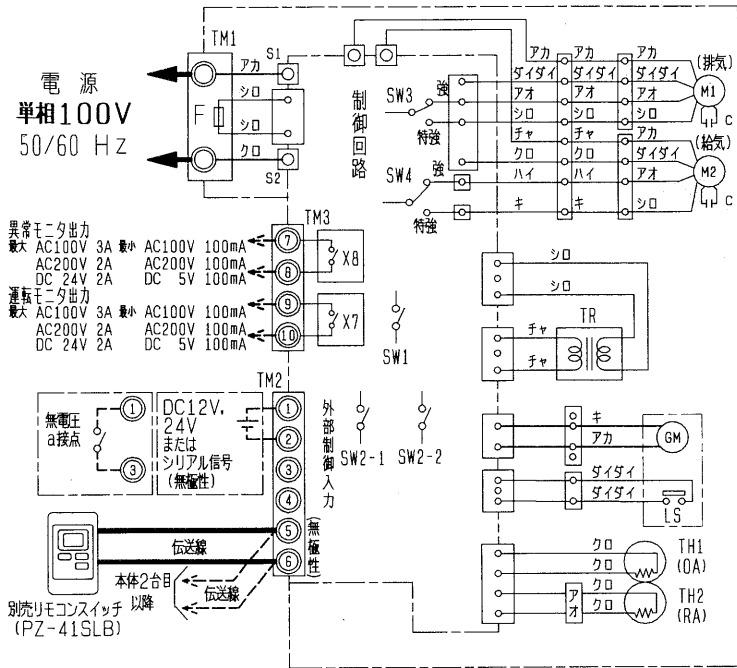 電源
単相100V
50/60 Hz
TM1
アカ
S1
シロ
F
シロ
クロ
S2
制御回路
SW3
強
特強
SW4
強
特強
アカ アカ アカ
ダイダイ ダイダイ ダイダイ
アオ アオ アオ
シロ シロ シロ
チャ チャ アカ
クロ クロ ダイダイ
ハイ ハイ アオ
キ キ シロ
(排気)
M1
C
(給気)
M2
C
異常モニタ出力
最大 AC100V 3A 最小 AC100V 100mA
AC200V 2A AC200V 100mA
DC 24V 2A DC 5V 100mA
運転モニタ出力
最大 AC100V 3A 最小 AC100V 100mA
AC200V 2A AC200V 100mA
DC 24V 2A DC 5V 100mA
TM3
7
8
9
10
X8
X7
SW1
シロ
シロ
TR
チャ
チャ
無電圧
a接点
1
3
DC12V,
24V
または
シリアル信号
(無極性)
TM2
1
2
3
4
5
6
外部制御入力
(無極性)
SW2-1
SW2-2
キ
アカ
GM
ダイダイ
ダイダイ
LS
伝送線
本体2台目
以降
伝送線
別売リモコンスイッチ
(PZ-41SLB)
クロ
クロ
クロ
クロ
アオ
TH1
(OA)
TH2
(RA)